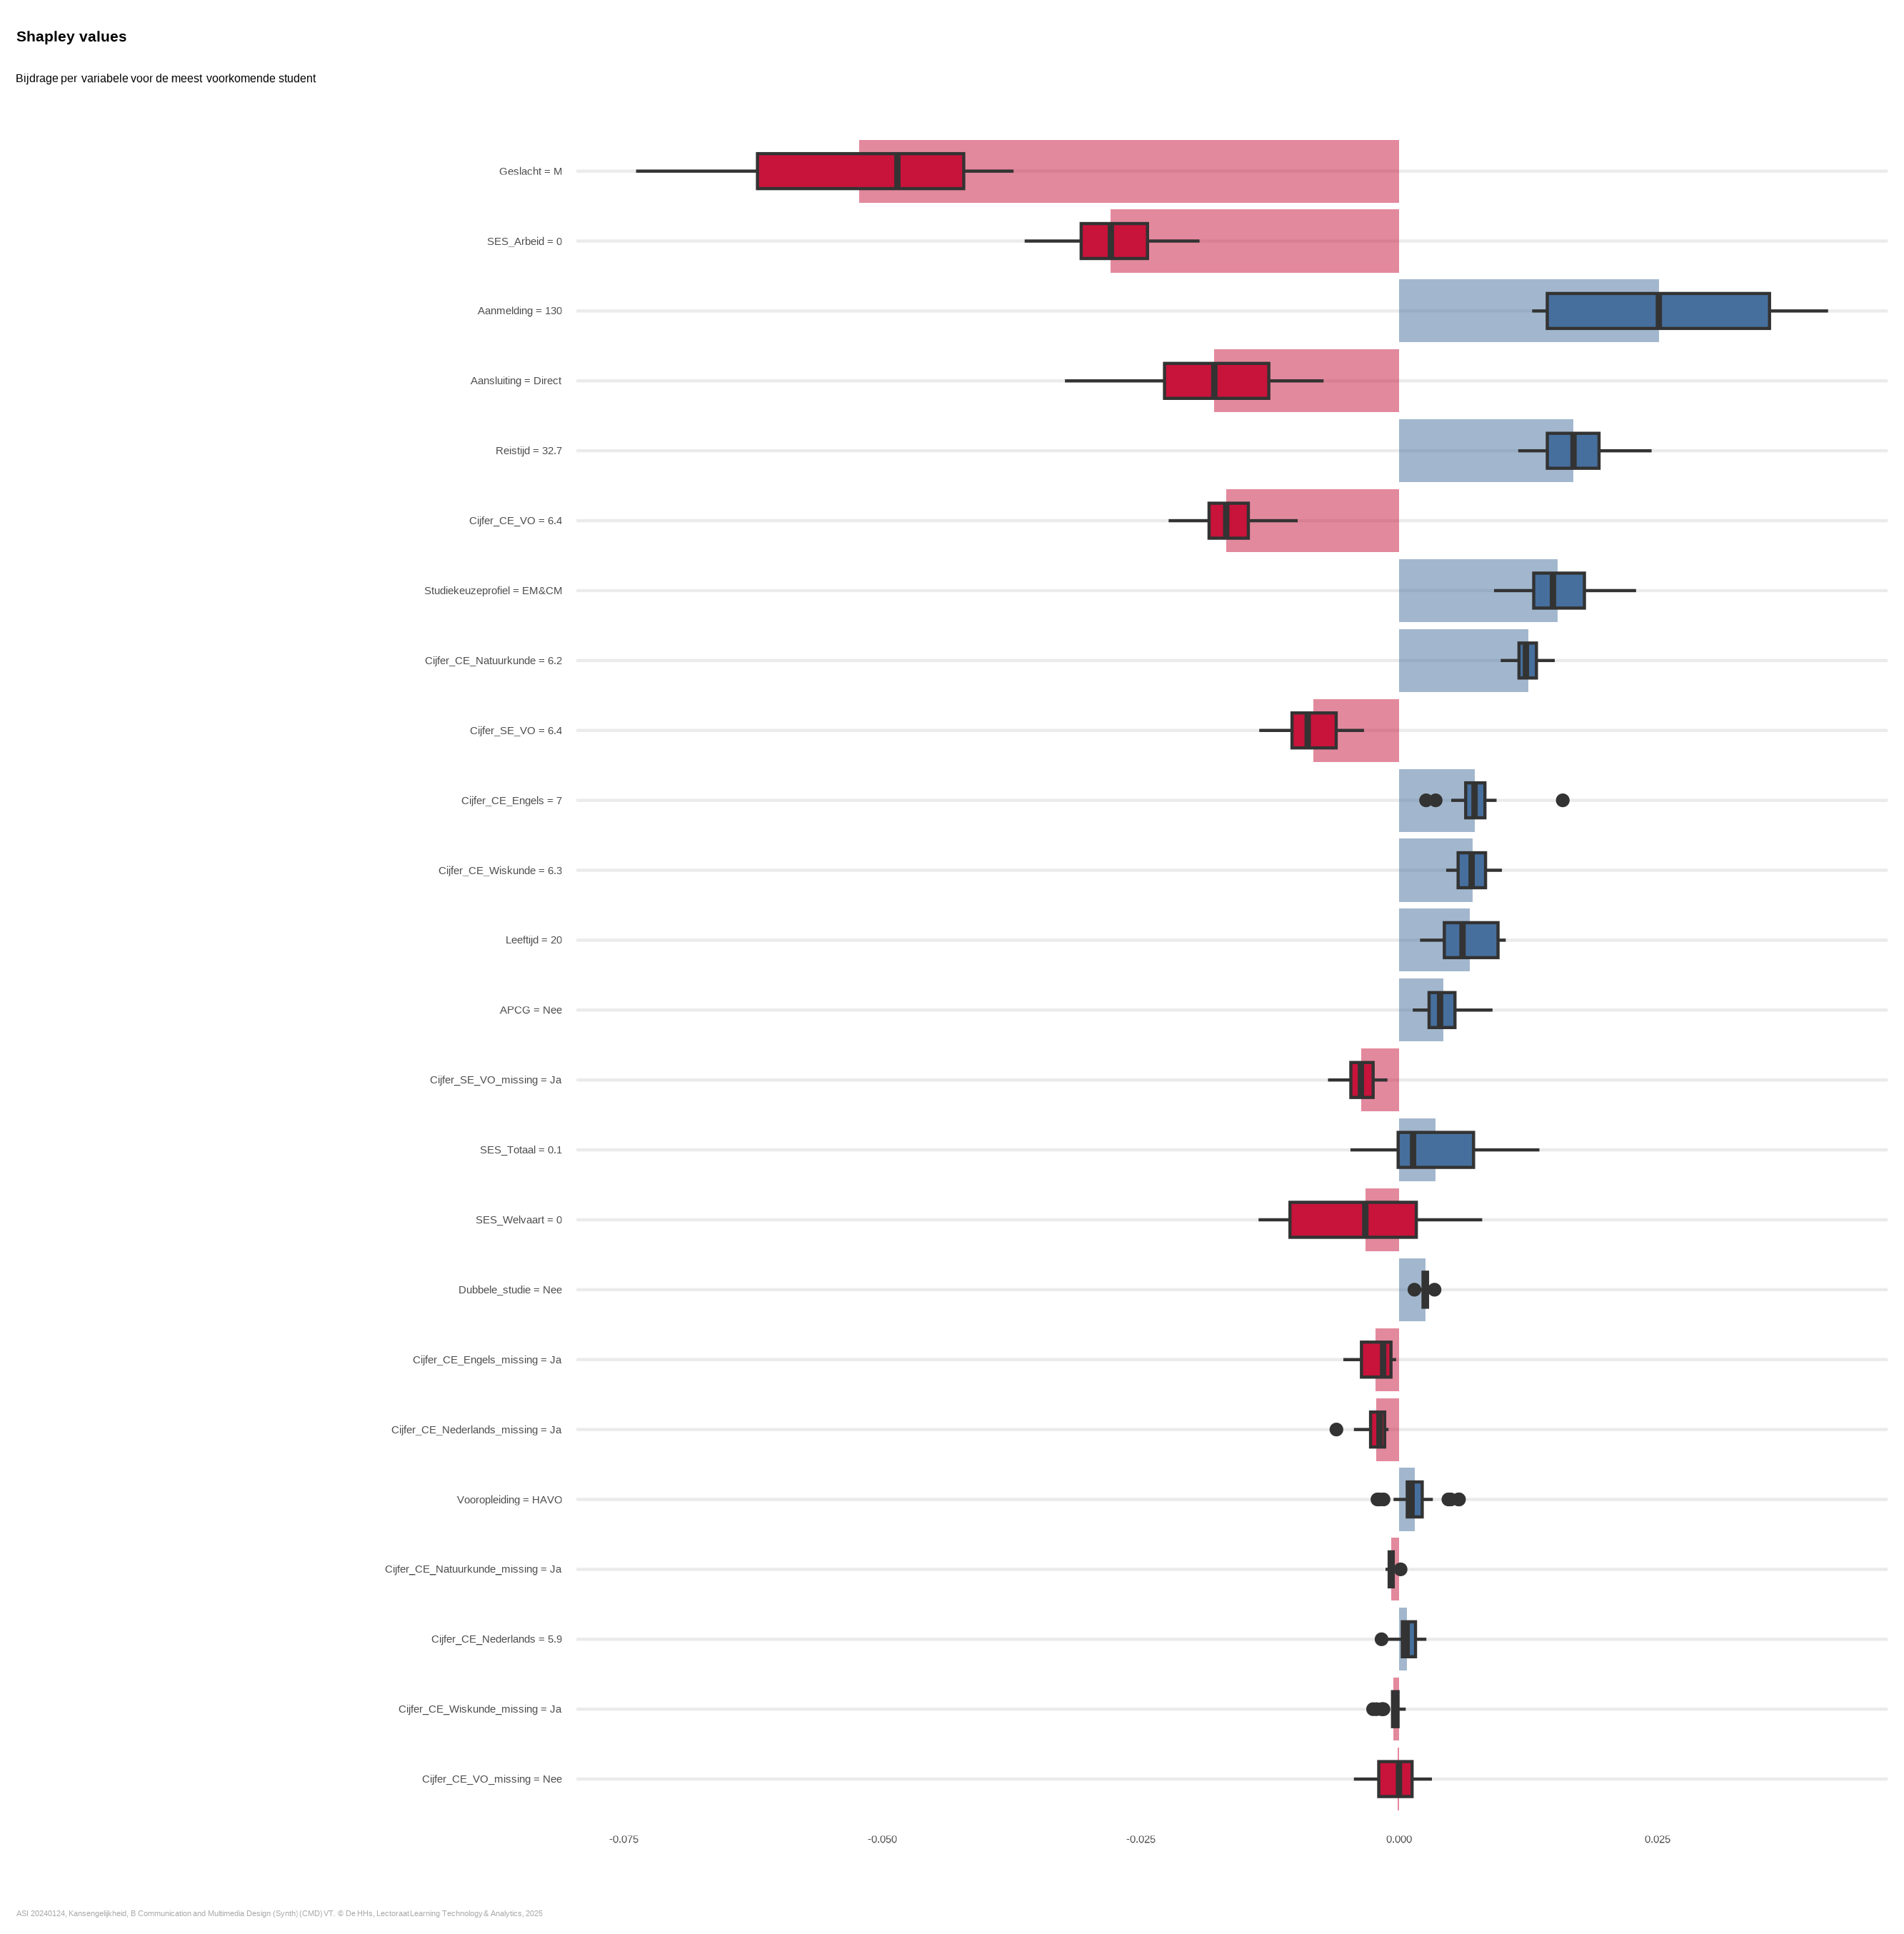 Shapley values
Bijdrage per variabele voor de meest voorkomende student
Geslacht = M
SES_Arbeid = 0
Aanmelding = 130
Aansluiting = Direct
Reistijd = 32.7
Cijfer_CE_VO = 6.4
Studiekeuzeprofiel = EM&CM
Cijfer_CE_Natuurkunde = 6.2
Cijfer_SE_VO = 6.4
Cijfer_CE_Engels = 7
Cijfer_CE_Wiskunde = 6.3
Leeftijd = 20
APCG = Nee
Cijfer_SE_VO_missing = Ja
SES_Totaal = 0.1
SES_Welvaart = 0
Dubbele_studie = Nee
Cijfer_CE_Engels_missing = Ja
Cijfer_CE_Nederlands_missing = Ja
Vooropleiding = HAVO
Cijfer_CE_Natuurkunde_missing = Ja
Cijfer_CE_Nederlands = 5.9
Cijfer_CE_Wiskunde_missing = Ja
Cijfer_CE_VO_missing = Nee
-0.075 -0.050 -0.025 0.000 0.025
ASI 20240124, Kansengelijkheid, B Communication and Multimedia Design (Synth) (CMD) VT. © De HHs, Lectoraat Learning Technology & Analytics, 2025